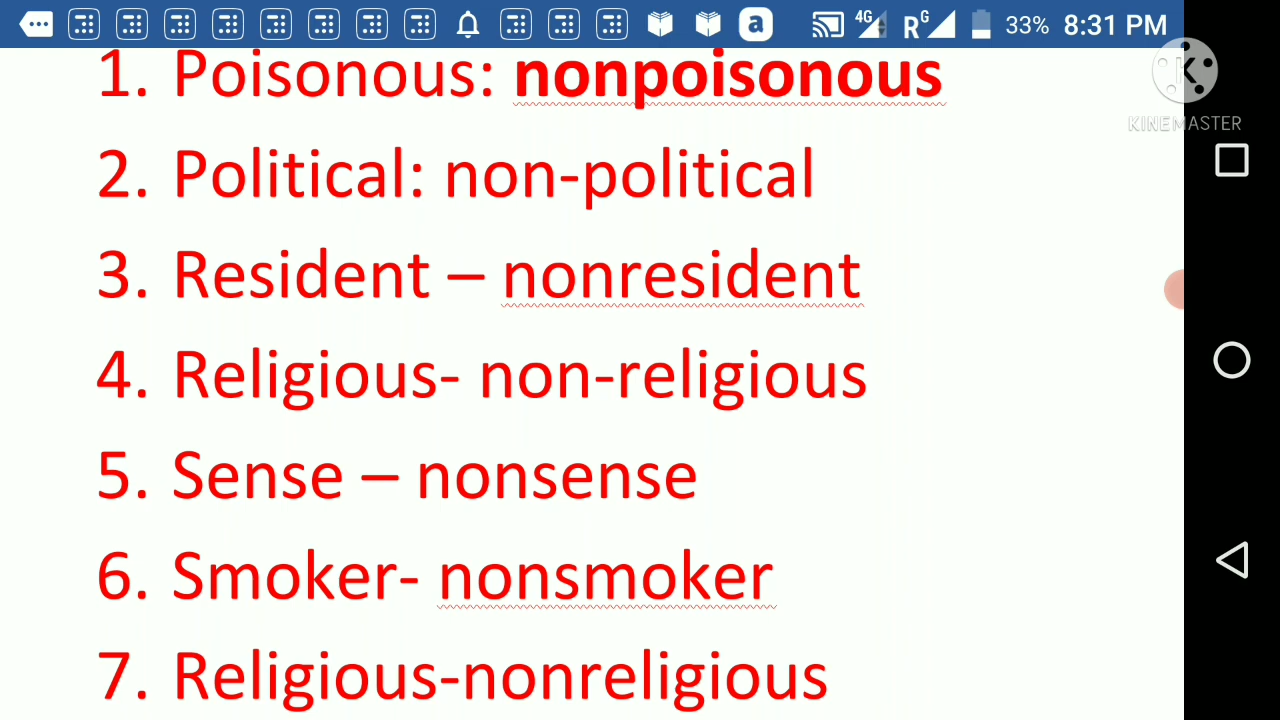 4G R G 33% 8:31 PM
a
K
KINEMASTER
1. Poisonous: nonpoisonous
2. Political: non-political
3. Resident – nonresident
4. Religious- non-religious
5. Sense – nonsense
6. Smoker- nonsmoker
7. Religious-nonreligious